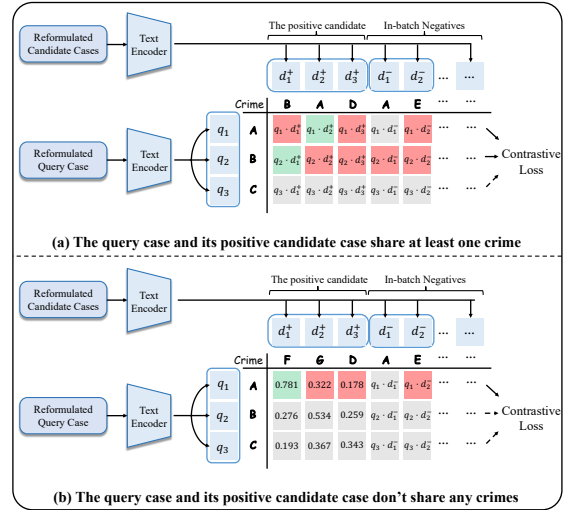 The positive candidate In-batch Negatives
Reformulated Candidate Cases
Text Encoder
d₁⁺ d₂⁺ d₃⁺ d₁⁻ d₂⁻ ... ...
Crime B A D A E ... ...
Reformulated Query Case
Text Encoder
q₁ A q₁ · d₁⁺ q₁ · d₂⁺ q₁ · d₃⁺ q₁ · d₁⁻ q₁ · d₂⁻ ... ...
q₂ B q₂ · d₁⁺ q₂ · d₂⁺ q₂ · d₃⁺ q₂ · d₁⁻ q₂ · d₂⁻ ... ...
q₃ C q₃ · d₁⁺ q₃ · d₂⁺ q₃ · d₃⁺ q₃ · d₁⁻ q₃ · d₂⁻ ... ...
Contrastive
Loss
(a) The query case and its positive candidate case share at least one crime
The positive candidate In-batch Negatives
Reformulated Candidate Cases
Text Encoder
d₁⁺ d₂⁺ d₃⁺ d₁⁻ d₂⁻ ... ...
Crime F G D A E ... ...
Reformulated Query Case
Text Encoder
q₁ A 0.781 0.322 0.178 q₁ · d₁⁻ q₁ · d₂⁻ ... ...
q₂ B 0.276 0.534 0.259 q₂ · d₁⁻ q₂ · d₂⁻ ... ...
q₃ C 0.193 0.367 0.343 q₃ · d₁⁻ q₃ · d₂⁻ ... ...
Contrastive
Loss
(b) The query case and its positive candidate case don't share any crimes